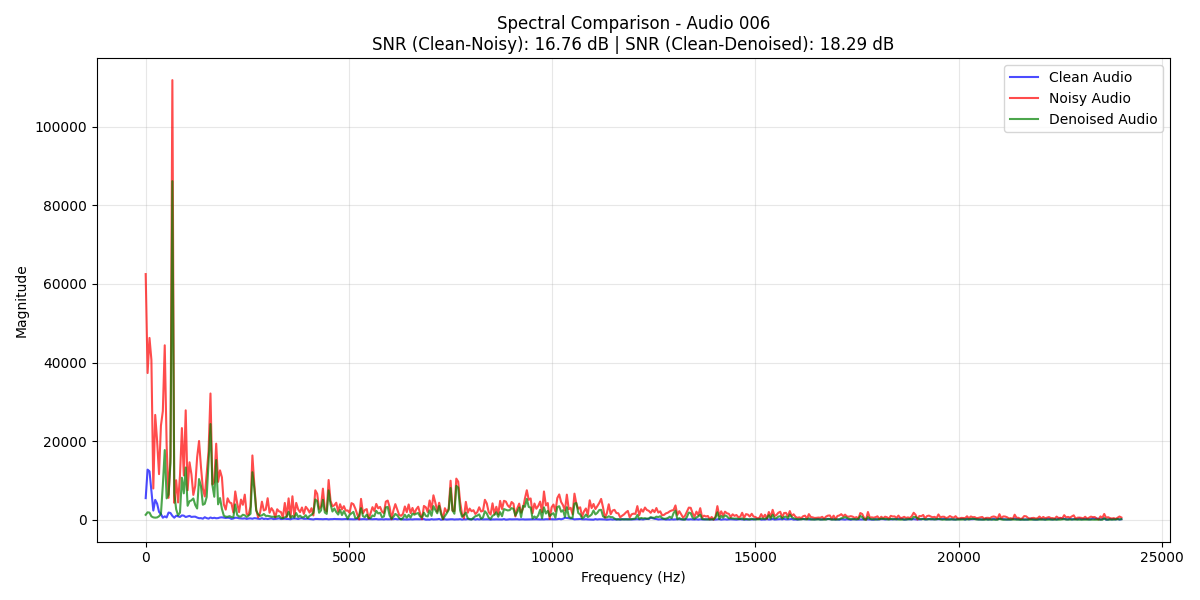 Spectral Comparison - Audio 006
SNR (Clean-Noisy): 16.76 dB | SNR (Clean-Denoised): 18.29 dB
Clean Audio
Noisy Audio
Denoised Audio
Magnitude
100000
80000
60000
40000
20000
0
0
5000
10000
15000
20000
25000
Frequency (Hz)